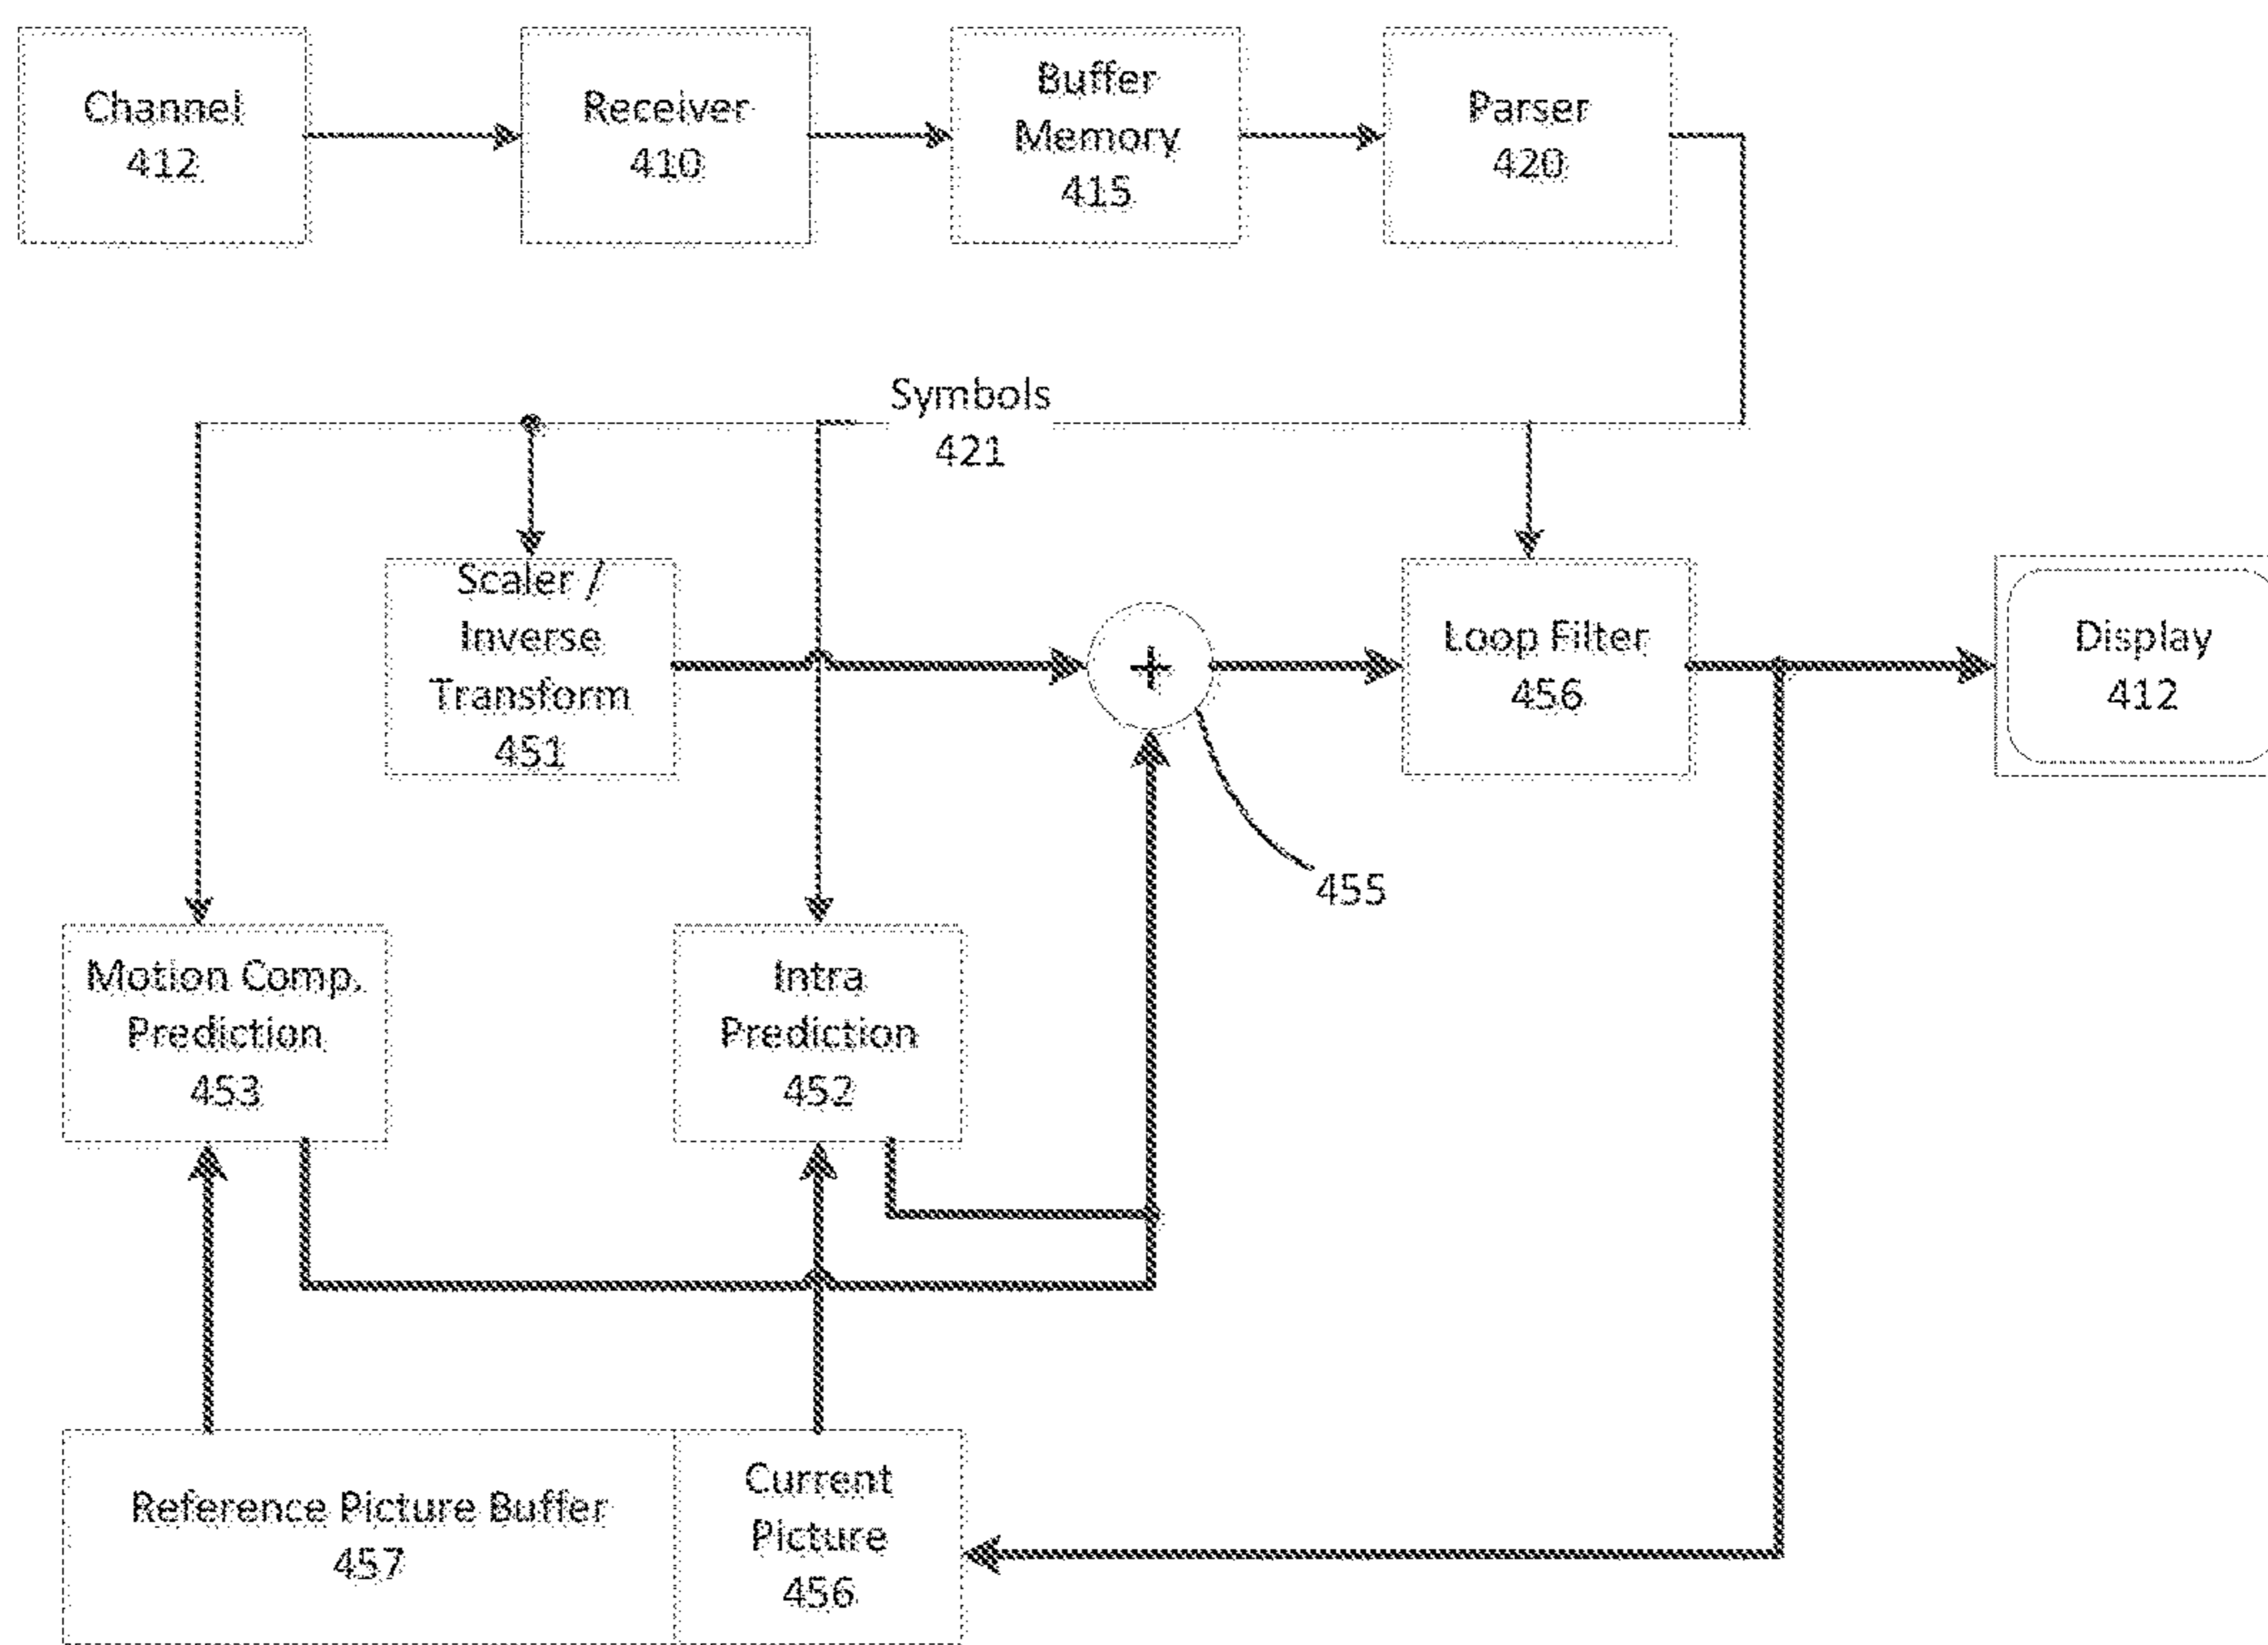 Channel
412
Receiver
410
Buffer
Memory
415
Parser
420
Symbols
421
Scaler /
Inverse
Transform
451
+
Loop Filter
456
Display
412
455
Motion Comp.
Prediction
453
Intra
Prediction
452
Reference Picture Buffer
457
Current
Picture
456